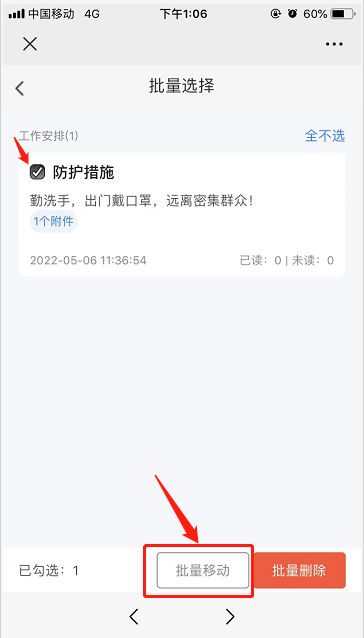 中国移动 4G 下午1:06 60%
批量选择
工作安排(1) 全不选
防护措施
勤洗手，出门戴口罩，远离密集群众！
1个附件
2022-05-06 11:36:54 已读：0 | 未读：0
已勾选：1 批量移动 批量删除